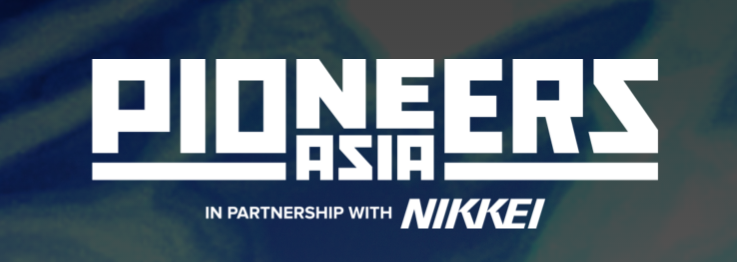 PIONEERS
ASIA
IN PARTNERSHIP WITH NIKKEI